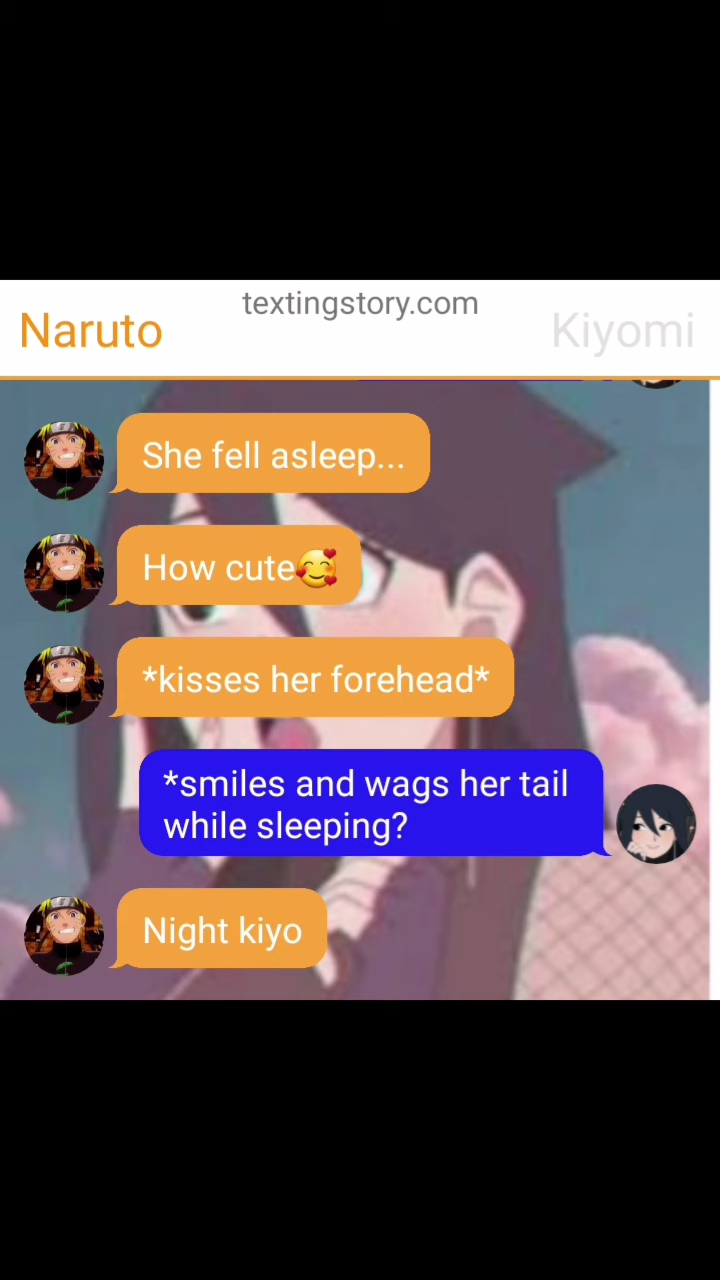 textingstory.com
Naruto
Kiyomi
She fell asleep...
How cute🥰
*kisses her forehead*
*smiles and wags her tail
while sleeping?
Night kiyo